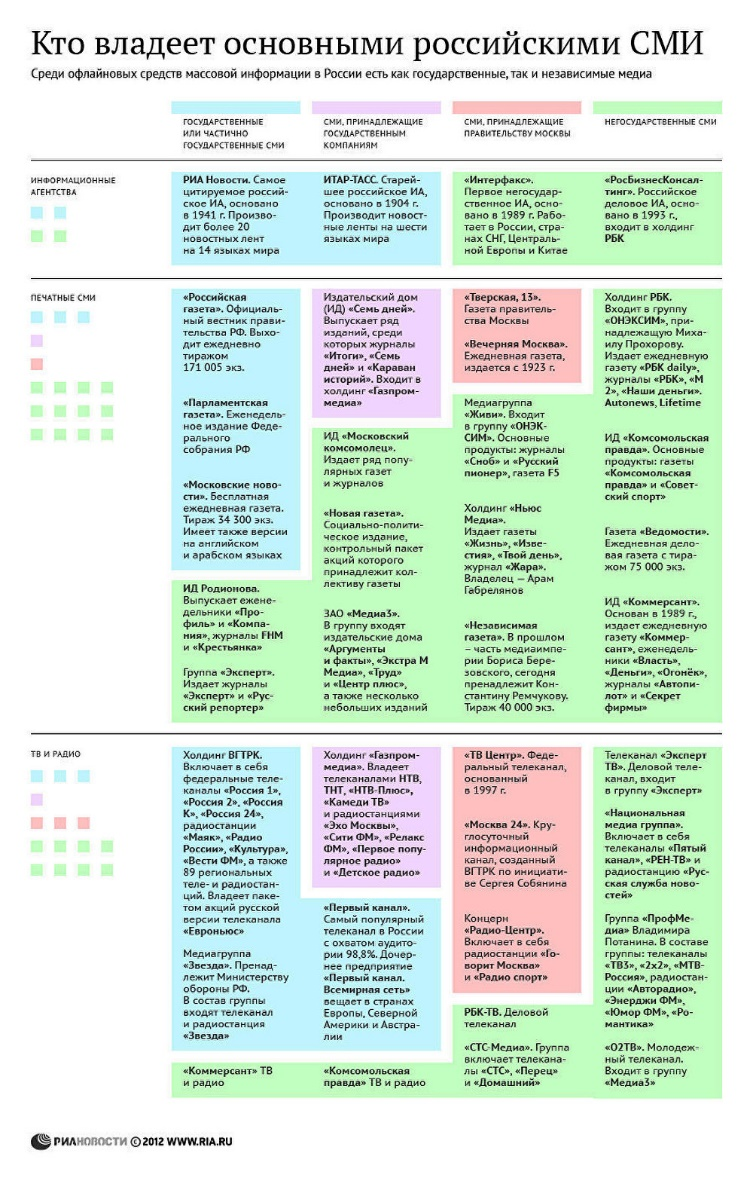 Кто владеет основными российскими СМИ
Среди офлайновых средств массовой информации в России есть как государственные, так и независимые медиа
ГОСУДАРСТВЕННЫЕ
ИЛИ ЧАСТИЧНО
ГОСУДАРСТВЕННЫЕ СМИ
СМИ, ПРИНАДЛЕЖАЩИЕ
ГОСУДАРСТВЕННЫМ
КОМПАНИЯМ
СМИ, ПРИНАДЛЕЖАЩИЕ
ПРАВИТЕЛЬСТВУ МОСКВЫ
НЕГОСУДАРСТВЕННЫЕ СМИ
ИНФОРМАЦИОННЫЕ
АГЕНТСТВА
РИА Новости. Самое
цитируемое россий-
ское ИА, основано
в 1941 г. Произво-
дит более 20
новостных лент
на 14 языках мира
ИТАР-ТАСС. Старей-
шее российское ИА,
основано в 1904 г.
Производит новост-
ные ленты на шести
языках мира
«Интерфакс».
Первое негосудар-
ственное ИА, осно-
вано в 1989 г. Рабо-
тает в России, стра-
нах СНГ, Централь-
ной Европы и Китае
«РосБизнесКонсал-
тинг». Российское
деловое ИА, осно-
вано в 1993 г.,
входит в холдинг
РБК
ПЕЧАТНЫЕ СМИ
«Российская
газета». Официаль-
ный вестник прави-
тельства РФ. Выхо-
дит ежедневно
тиражом
171 005 экз.
«Парламентская
газета». Еженедель-
ное издание Феде-
рального
собрания РФ
«Московские ново-
сти». Бесплатная
ежедневная газета.
Тираж 34 300 экз.
Имеет также версии
на английском
и арабском языках
ИД Родионова.
Выпускает ежене-
дельники «Про-
филь» и «Компа-
ния», журналы FHM
и «Крестьянка»
Группа «Эксперт».
Издает журналы
«Эксперт» и «Рус-
ский репортер»
Издательский дом
(ИД) «Семь дней».
Выпускает ряд
изданий, среди
которых журналы
«Итоги», «Семь
дней» и «Караван
историй». Входит в
холдинг «Газпром-
медиа»
ИД «Московский
комсомолец».
Издает ряд попу-
лярных газет
и журналов
«Новая газета».
Социально-полити-
ческое издание,
контрольный пакет
акций которого
принадлежит кол-
лективу газеты
ЗАО «Медиа3».
В группу входят
издательские дома
«Аргументы
и факты», «Экстра М
Медиа», «Труд»
и «Центр плюс»,
а также несколько
небольших изданий
«Тверская, 13».
Газета правитель-
ства Москвы
«Вечерняя Москва».
Ежедневная газета,
издается с 1923 г.
Медиагруппа
«Живи». Входит
в группу «ОНЭК-
СИМ». Основные
продукты: журналы
«Сноб» и «Русский
пионер», газета F5
Холдинг «Ньюс
Медиа».
Издает газеты
«Жизнь», «Изве-
стия», «Твой день»,
журнал «Жара».
Владелец — Арам
Габрелянов
«Независимая
газета». В прошлом
– часть медиаимпе-
рии Бориса Бере-
зовского, сегодня
пренадлежит Кон-
стантину Ремчукову.
Тираж 40 000 экз.
Холдинг РБК.
Входит в группу
«ОНЭКСИМ», при-
надлежащую Миха-
илу Прохорову.
Издает ежедневную
газету «РБК daily»,
журналы «РБК», «М
2», «Наши деньги».
Autonews, Lifetime
ИД «Комсомольская
правда». Основные
продукты: газеты
«Комсомольская
правда» и «Совет-
ский спорт»
Газета «Ведомости».
Ежедневная дело-
вая газета с тира-
жом 75 000 экз.
ИД «Коммерсант».
Основан в 1989 г.,
издает ежедневную
газету «Коммер-
сант», еженедель-
ники «Власть»,
«Деньги», «Огонёк»,
журналы «Автопи-
лот» и «Секрет
фирмы»
ТВ И РАДИО
Холдинг ВГТРК.
Включает в себя
федеральные теле-
каналы «Россия 1»,
«Россия 2», «Россия
К», «Россия 24»,
радиостанции
«Маяк», «Радио
России», «Культура»,
«Вести ФМ», а также
89 региональных
теле- и радиостан-
ций. Владеет паке-
том акций русской
версии телеканала
«Евроньюс»
Медиагруппа
«Звезда». Пренад-
лежит Министерству
обороны РФ.
В состав группы
входят телеканал
и радиостанция
«Звезда»
«Коммерсант» ТВ
и радио
Холдинг «Газпром-
медиа». Владеет
телеканалами НТВ,
ТНТ, «НТВ-Плюс»,
«Камеди ТВ»
и радиостанциями
«Эхо Москвы»,
«Сити ФМ», «Релакс
ФМ», «Первое попу-
лярное радио»
и «Детское радио»
«Первый канал».
Самый популярный
телеканал в России
с охватом аудито-
рии 98,8%. Дочер-
нее предприятие
«Первый канал.
Всемирная сеть»
вещает в странах
Европы, Северной
Америки и Австра-
лии
«Комсомольская
правда» ТВ и радио
«ТВ Центр». Феде-
ральный телеканал,
основанный
в 1997 г.
«Москва 24». Кру-
глосуточный
информационный
канал, созданный
ВГТРК по инициати-
ве Сергея Собянина
Концерн
«Радио-Центр».
Включает в себя
радиостанции «Го-
ворит Москва»
и «Радио спорт»
РБК-ТВ. Деловой
телеканал
«СТС-Медиа». Группа
включает телекана-
лы «СТС», «Перец»
и «Домашний»
Телеканал «Эксперт
ТВ». Деловой теле-
канал, входит
в группу «Эксперт»
«Национальная
медиа группа».
Включает в себя
телеканалы «Пятый
канал», «РЕН-ТВ» и
радиостанцию «Рус-
ская служба ново-
стей»
Группа «ПрофМе-
диа» Владимира
Потанина. В составе
группы: телеканалы
«ТВ3», «2х2», «МТВ-
Россия», радиостан-
ции «Авторадио»,
«Энерджи ФМ»,
«Юмор ФМ», «Ро-
мантика»
«О2ТВ». Молодеж-
ный телеканал.
Входит в группу
«Медиа3»
РИАНОВОСТИ © 2012 WWW.RIA.RU